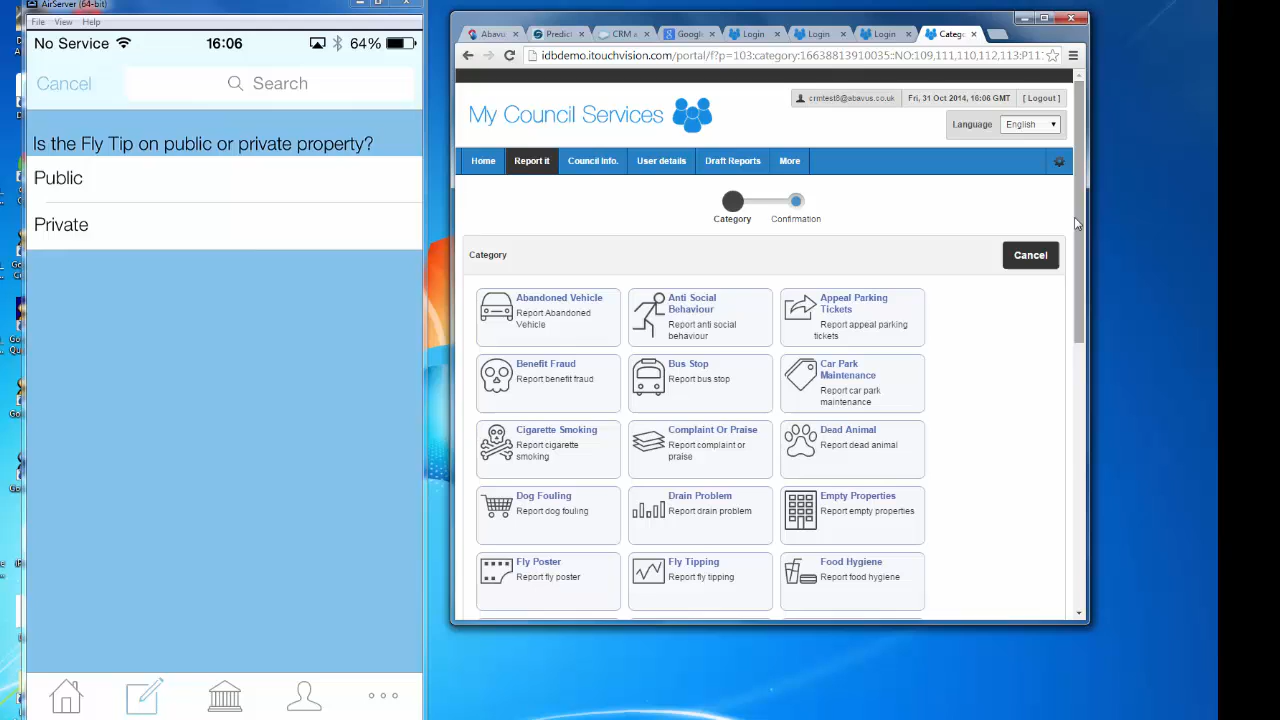 AirServer (64-bit)
File View Help
No Service 16:06 64%
Cancel Search
Is the Fly Tip on public or private property?
Public
Private
Abavu Predict CRM Google Login Login Login Catego
idbdemo.itouchvision.com/portal/f?p=103:category:16638813910035::NO:109,111,110,112,113:P11
My Council Services
crmtest8@abavus.co.uk Fri, 31 Oct 2014, 16:06 GMT [ Logout ]
Language English
Home Report it Council Info. User details Draft Reports More
Category Confirmation
Category Cancel
Abandoned Vehicle
Report Abandoned
Vehicle
Anti Social
Behaviour
Report anti social
behaviour
Appeal Parking
Tickets
Report appeal parking
tickets
Benefit Fraud
Report benefit fraud
Bus Stop
Report bus stop
Car Park
Maintenance
Report car park
maintenance
Cigarette Smoking
Report cigarette
smoking
Complaint Or Praise
Report complaint or
praise
Dead Animal
Report dead animal
Dog Fouling
Report dog fouling
Drain Problem
Report drain problem
Empty Properties
Report empty properties
Fly Poster
Report fly poster
Fly Tipping
Report fly tipping
Food Hygiene
Report food hygiene